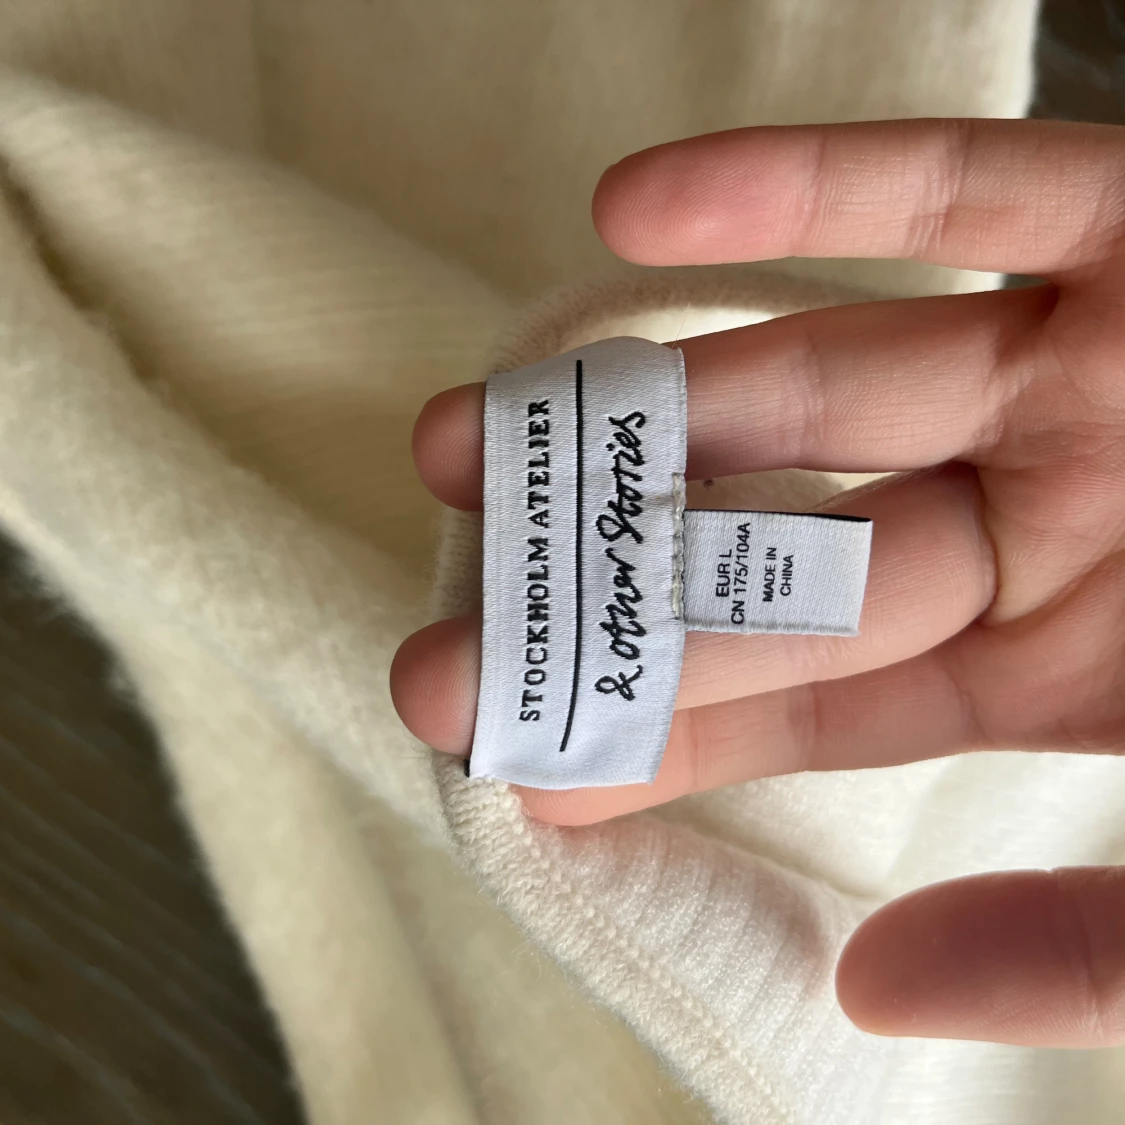 STOCKHOLM ATELIER
& other Stories
EUR L
CN 175/104A
MADE IN
CHINA